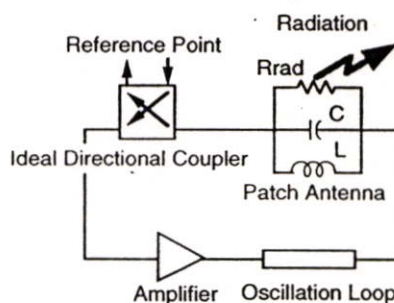 Radiation
Reference Point
Rrad
C
Ideal Directional Coupler
L
Patch Antenna
Amplifier
Oscillation Loop